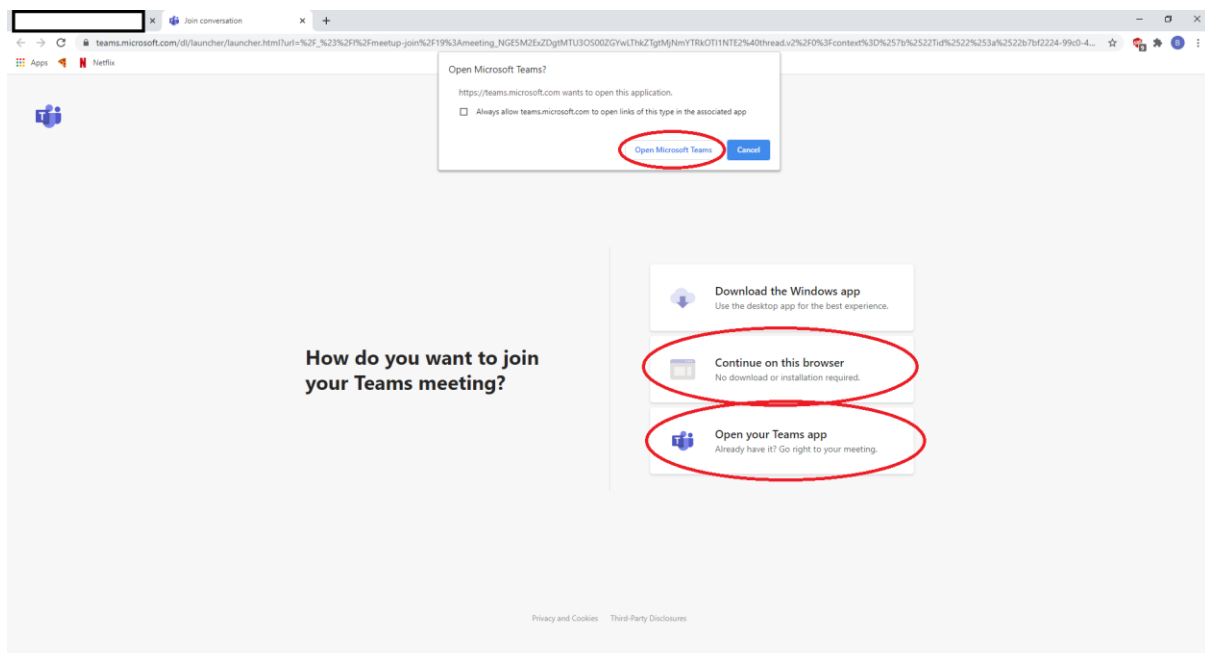 Join conversation
teams.microsoft.com/dl/launcher/launcher.html?url=%2F_%23%2Fl%2Fmeetup-join%2F19%3Ameeting_NGE5M2ExZDgtMTU3OS00ZGYwLThkZTgtMjNmYTRkOTI1NTE2%40thread.v2%2F0%3Fcontext%3D%257b%2522Tid%2522%253a%2522b7bf2224-99c0-4...
B
Apps
N Netflix
Open Microsoft Teams?
https://teams.microsoft.com wants to open this application.
Always allow teams.microsoft.com to open links of this type in the associated app
Open Microsoft Teams Cancel
Download the Windows app
Use the desktop app for the best experience.
How do you want to join
your Teams meeting?
Continue on this browser
No download or installation required.
Open your Teams app
Already have it? Go right to your meeting.
Privacy and Cookies Third-Party Disclosures